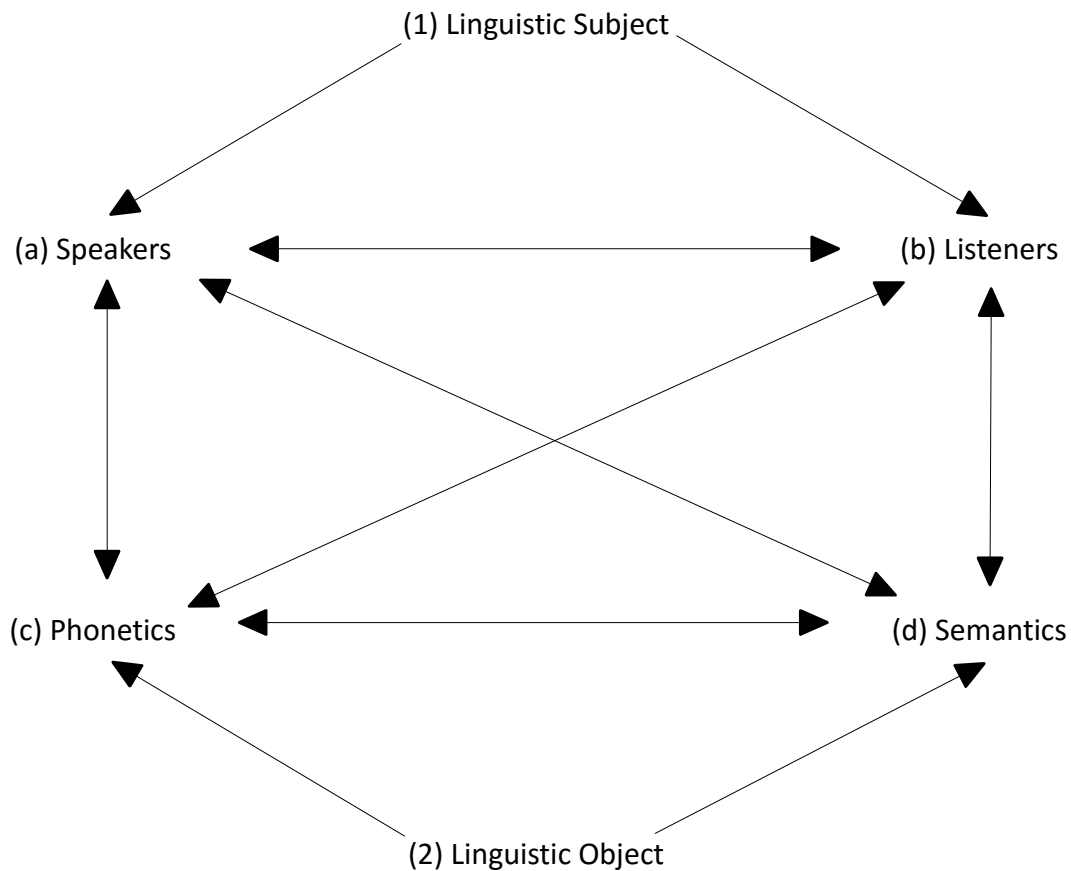 (1) Linguistic Subject
(a) Speakers
(b) Listeners
(c) Phonetics
(d) Semantics
(2) Linguistic Object